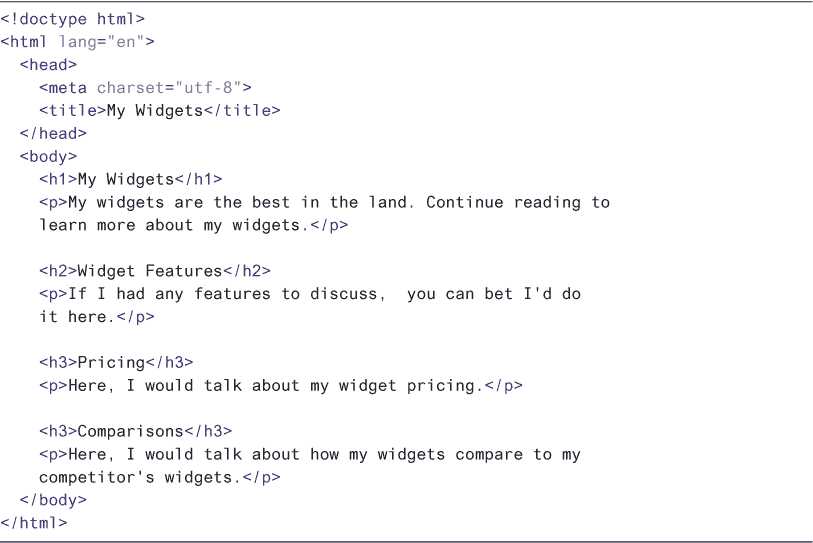 <!doctype html>
<html lang="en">
  <head>
    <meta charset="utf-8">
    <title>My Widgets</title>
  </head>
  <body>
    <h1>My Widgets</h1>
    <p>My widgets are the best in the land. Continue reading to
    learn more about my widgets.</p>

    <h2>Widget Features</h2>
    <p>If I had any features to discuss,  you can bet I'd do
    it here.</p>

    <h3>Pricing</h3>
    <p>Here, I would talk about my widget pricing.</p>

    <h3>Comparisons</h3>
    <p>Here, I would talk about how my widgets compare to my
    competitor's widgets.</p>
  </body>
</html>